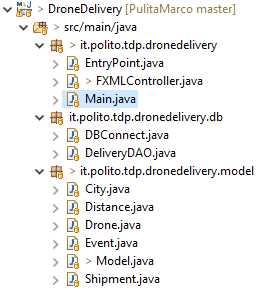 > DroneDelivery [PulitaMarco master]
> src/main/java
> it.polito.tdp.dronedelivery
EntryPoint.java
> FXMLController.java
Main.java
it.polito.tdp.dronedelivery.db
DBConnect.java
DeliveryDAO.java
> it.polito.tdp.dronedelivery.model
City.java
Distance.java
Drone.java
Event.java
> Model.java
Shipment.java